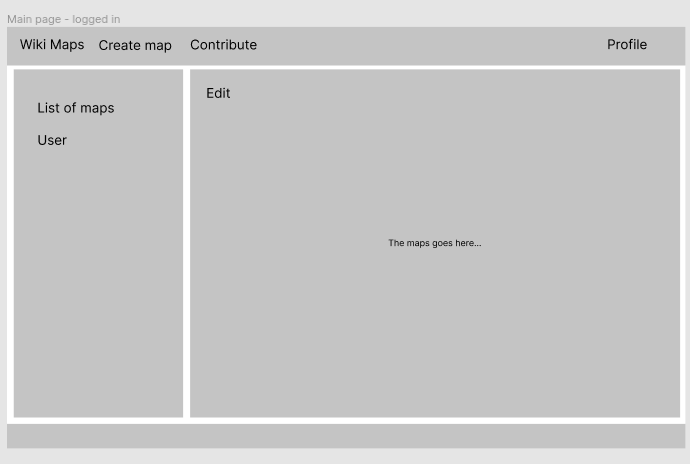 Main page - logged in
Wiki Maps Create map Contribute Profile
List of maps
User
Edit
The maps goes here...